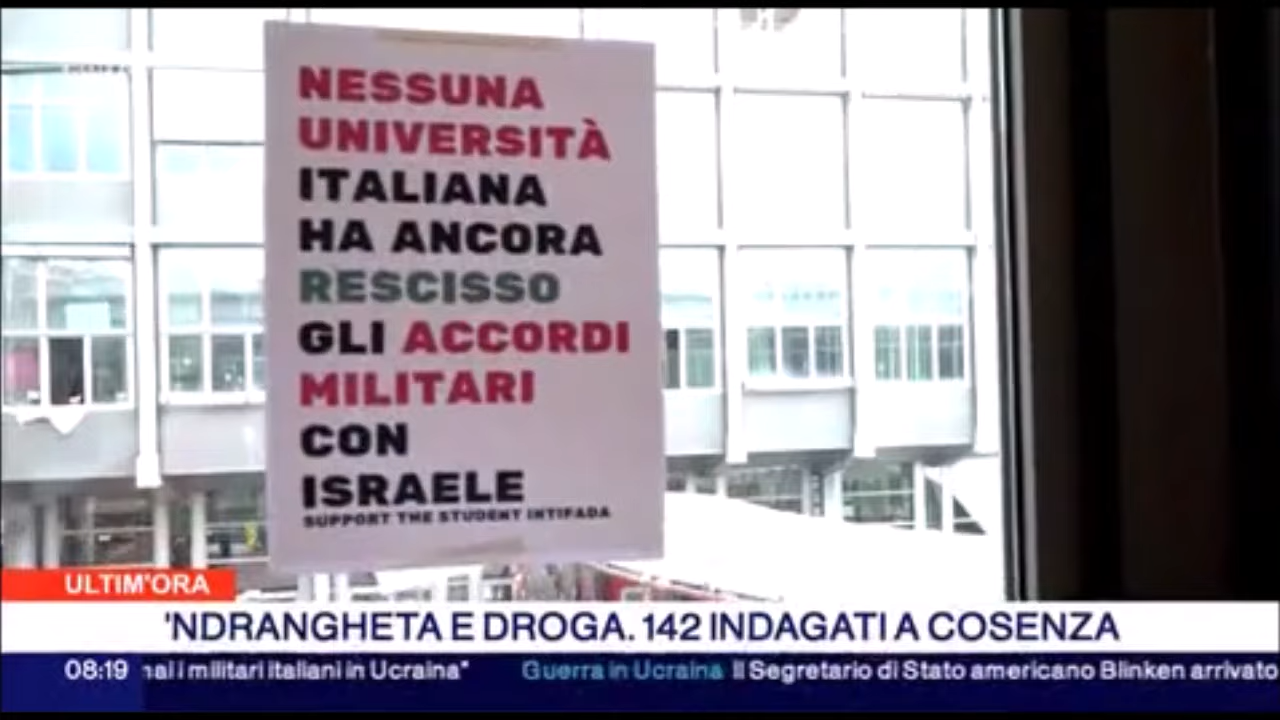 NESSUNA
UNIVERSITÀ
ITALIANA
HA ANCORA
RESCISSO
GLI ACCORDI
MILITARI
CON
ISRAELE
SUPPORT THE STUDENT INTIFADA
ULTIM'ORA
'NDRANGHETA E DROGA. 142 INDAGATI A COSENZA
08:19 i militari italiani in Ucraina" Guerra in Ucraina Il Segretario di Stato americano Blinken arrivato